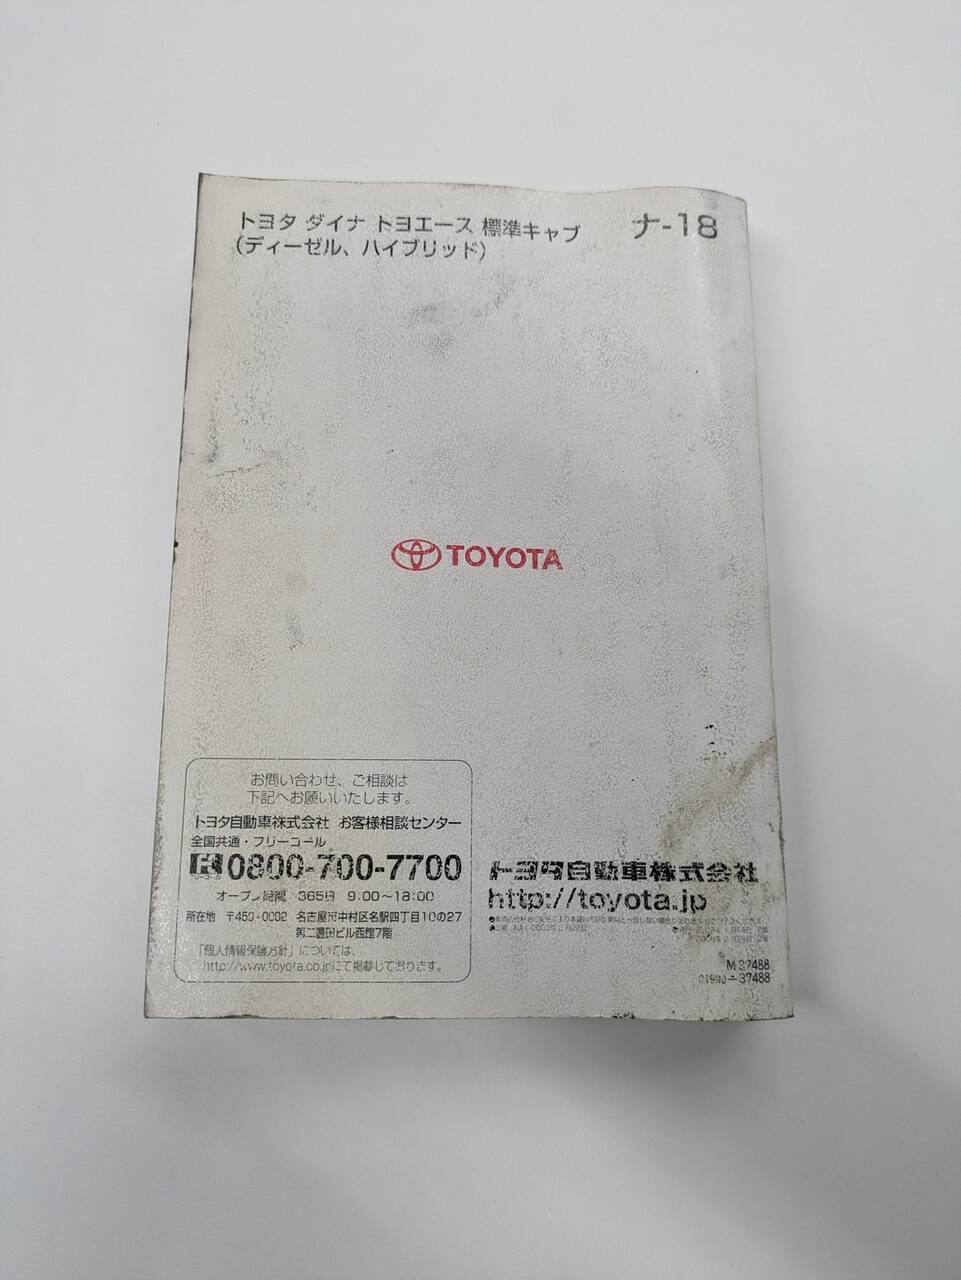 トヨタ ダイナ トヨエース 標準キャブ
(ディーゼル、ハイブリッド)
ナ-18
TOYOTA
お問い合わせ、ご相談は
下記へお願いいたします。
トヨタ自動車株式会社 お客様相談センター
全国共通・フリーコール
0800-700-7700
オープン時間 365日 9:00~18:00
所在地 〒450-0002 名古屋市中村区名駅四丁目10の27
第二豊田ビル西館7階
「個人情報保護方針」については、
http://www.toyota.co.jpにて掲載しております。
トヨタ自動車株式会社
http://toyota.jp
M 37488
01999-37488